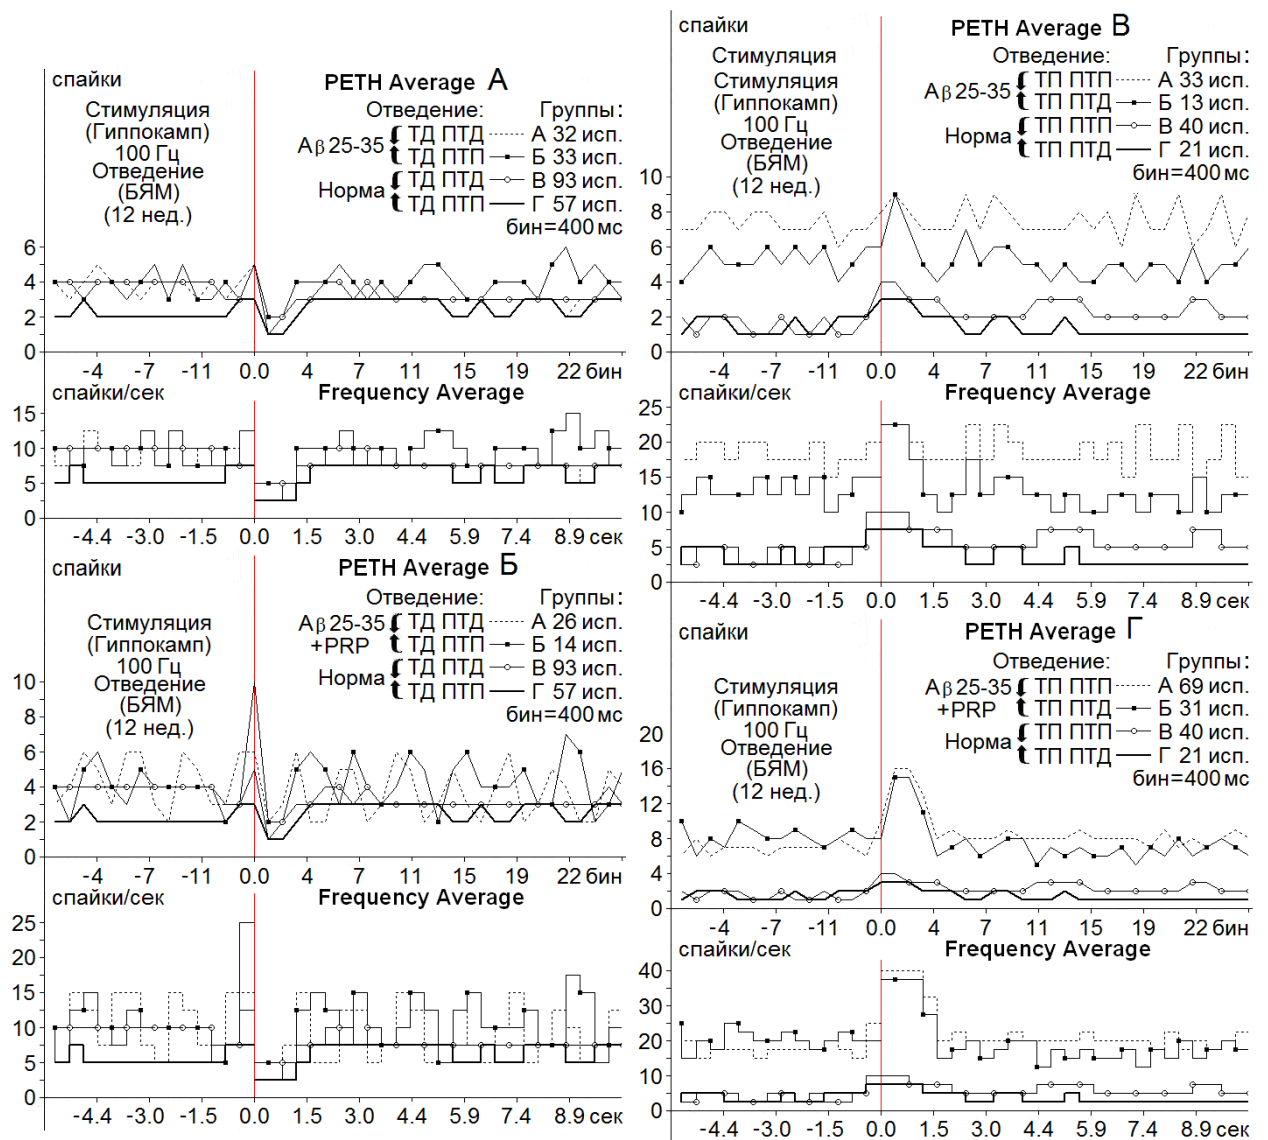 спайки
PETH Average А
Стимуляция
(Гиппокамп)
100 Гц
Отведение
(БЯМ)
(12 нед.)
Отведение: Группы:
Aβ25-35
ТД ПТД А 32 исп.
ТД ПТП Б 33 исп.
Норма
ТД ПТД В 93 исп.
ТД ПТП Г 57 исп.
бин=400 мс
6
4
2
0
-4 -7 -11 0.0 4 7 11 15 19 22 бин
спайки/сек
Frequency Average
15
10
5
0
-4.4 -3.0 -1.5 0.0 1.5 3.0 4.4 5.9 7.4 8.9 сек
спайки
PETH Average Б
Стимуляция
(Гиппокамп)
100 Гц
Отведение
(БЯМ)
(12 нед.)
Отведение: Группы:
Aβ25-35
+PRP
ТД ПТД А 26 исп.
ТД ПТП Б 14 исп.
Норма
ТД ПТД В 93 исп.
ТД ПТП Г 57 исп.
бин=400 мс
10
8
6
4
2
0
-4 -7 -11 0.0 4 7 11 15 19 22 бин
спайки/сек
Frequency Average
25
20
15
10
5
0
-4.4 -3.0 -1.5 0.0 1.5 3.0 4.4 5.9 7.4 8.9 сек
спайки
PETH Average В
Стимуляция
Стимуляция
(Гиппокамп)
100 Гц
Отведение
(БЯМ)
(12 нед.)
Отведение: Группы:
Aβ25-35
ТП ПТП А 33 исп.
ТП ПТД Б 13 исп.
Норма
ТП ПТП В 40 исп.
ТП ПТД Г 21 исп.
бин=400 мс
10
8
6
4
2
0
-4 -7 -11 0.0 4 7 11 15 19 22 бин
спайки/сек
Frequency Average
25
20
15
10
5
0
-4.4 -3.0 -1.5 0.0 1.5 3.0 4.4 5.9 7.4 8.9 сек
спайки
PETH Average Г
Стимуляция
(Гиппокамп)
100 Гц
Отведение
(БЯМ)
(12 нед.)
Отведение: Группы:
Aβ25-35
+PRP
ТП ПТП А 69 исп.
ТП ПТД Б 31 исп.
Норма
ТП ПТП В 40 исп.
ТП ПТД Г 21 исп.
бин=400 мс
20
16
12
8
4
0
-4 -7 -11 0.0 4 7 11 15 19 22 бин
спайки/сек
Frequency Average
40
30
20
10
0
-4.4 -3.0 -1.5 0.0 1.5 3.0 4.4 5.9 7.4 8.9 сек